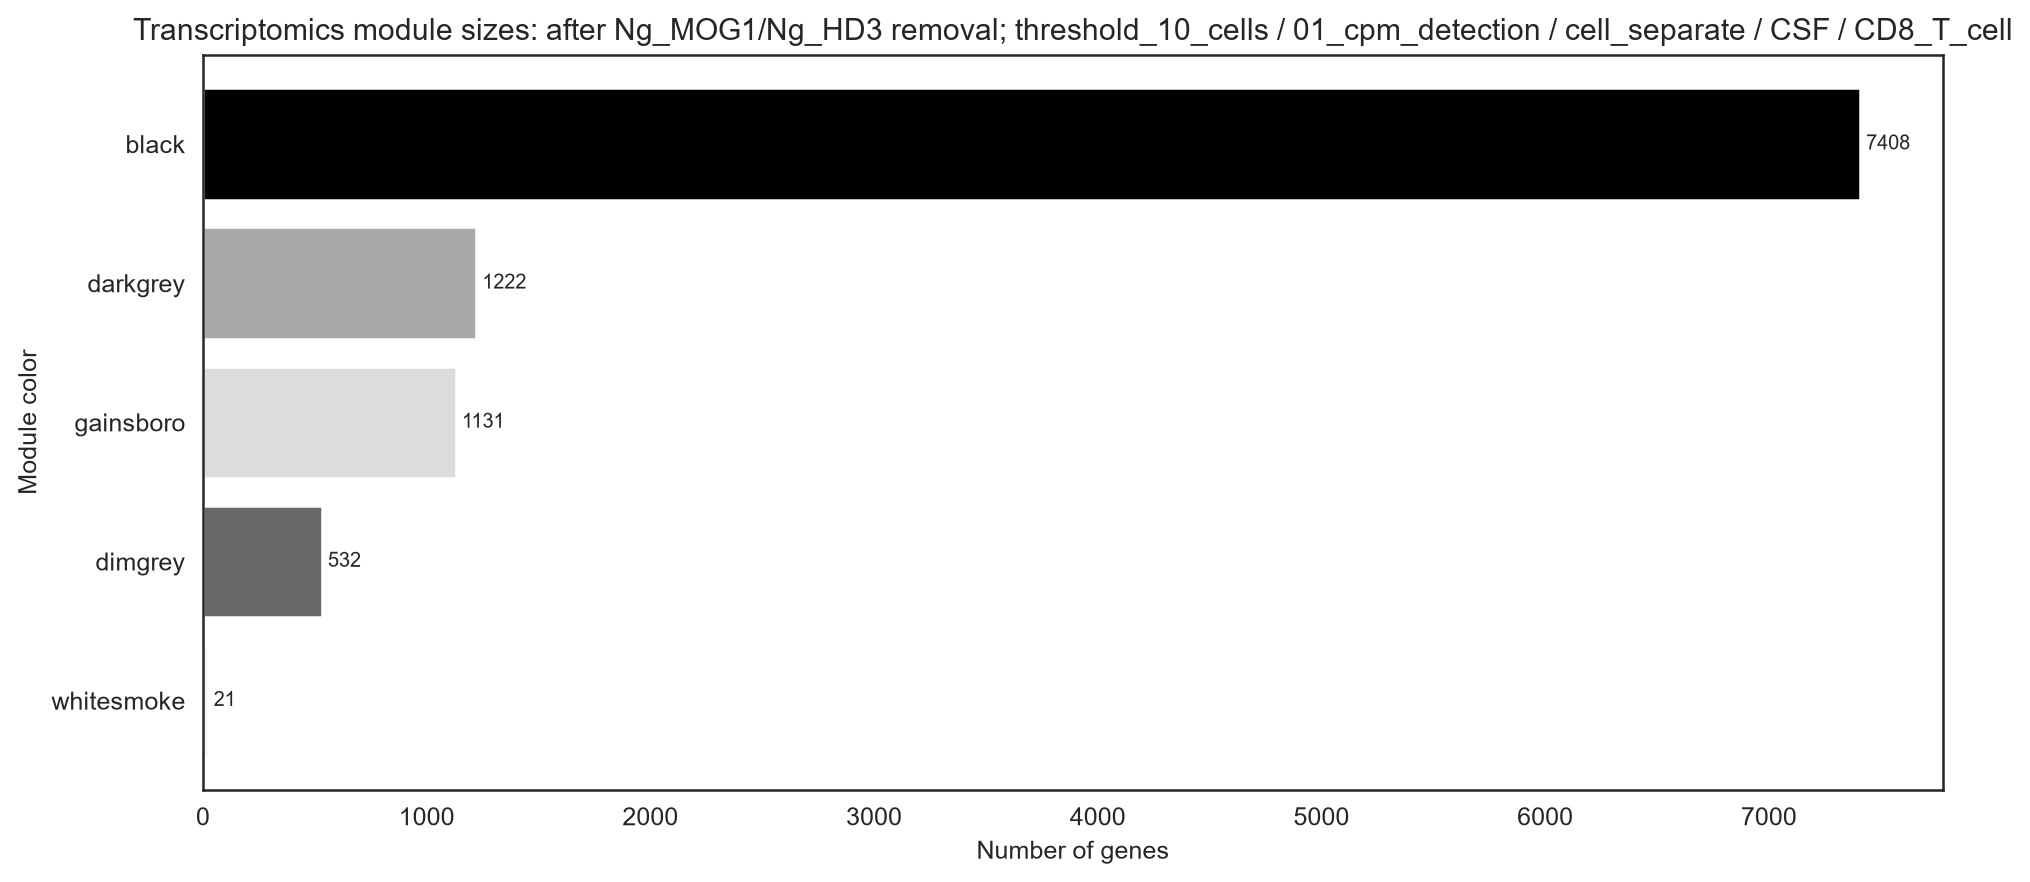 Transcriptomics module sizes: after Ng_MOG1/Ng_HD3 removal; threshold_10_cells / 01_cpm_detection / cell_separate / CSF / CD8_T_cell
Module color
black
7408
darkgrey
1222
gainsboro
1131
dimgrey
532
whitesmoke
21
0 1000 2000 3000 4000 5000 6000 7000
Number of genes